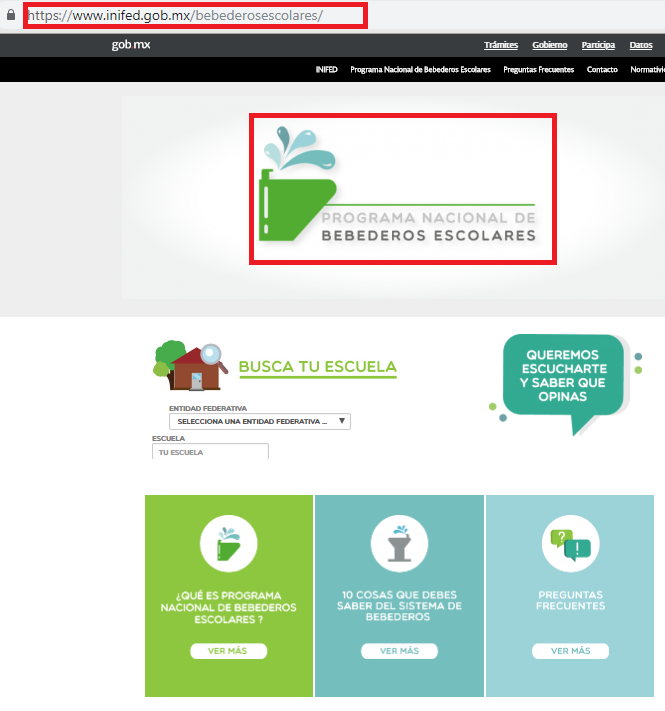 https://www.inifed.gob.mx/bebederosescolares/
gob mx
Trámites Gobierno Participa Datos
INIFED Programa Nacional de Bebederos Escolares Preguntas Frecuentes Contacto Normativi
PROGRAMA NACIONAL DE
BEBEDEROS ESCOLARES
BUSCA TU ESCUELA
ENTIDAD FEDERATIVA
SELECCIONA UNA ENTIDAD FEDERATIVA ...
ESCUELA
TU ESCUELA
QUEREMOS
ESCUCHARTE
Y SABER QUE
OPINAS
¿QUÉ ES PROGRAMA
NACIONAL DE BEBEDEROS
ESCOLARES ?
VER MÁS
10 COSAS QUE DEBES
SABER DEL SISTEMA DE
BEBEDEROS
VER MÁS
PREGUNTAS
FRECUENTES
VER MÁS